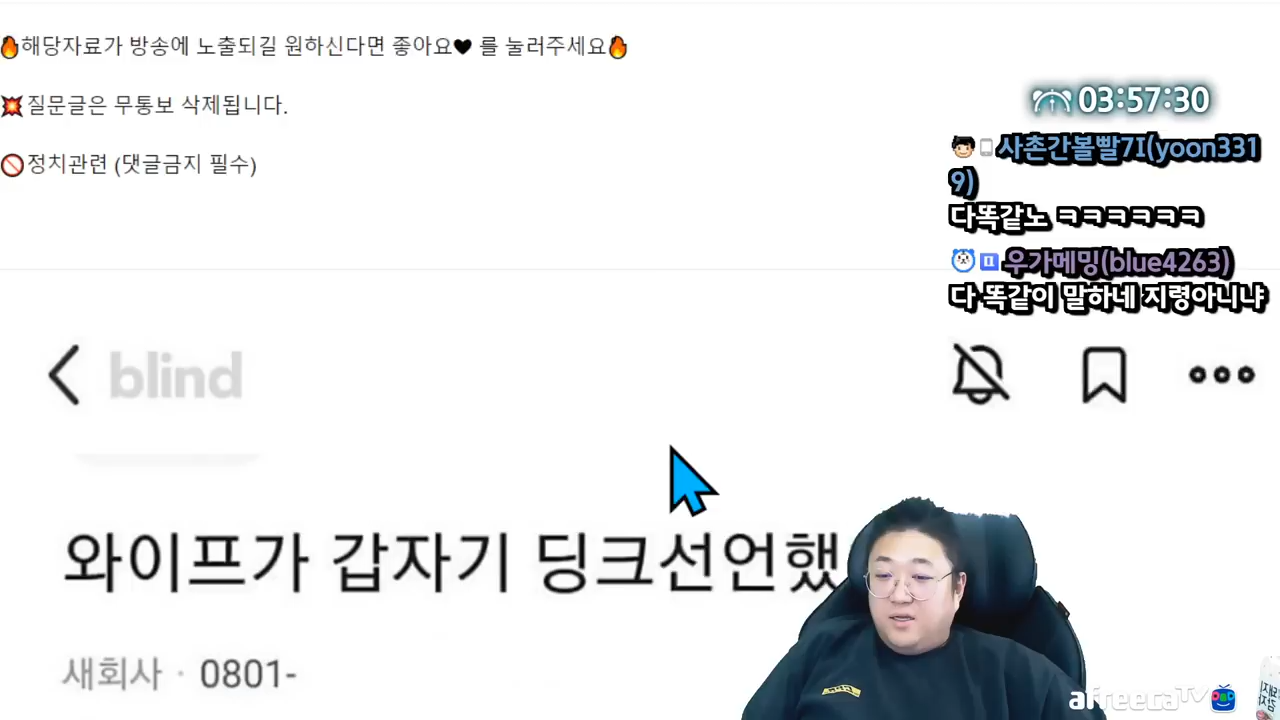 🔥해당자료가 방송에 노출되길 원하신다면 좋아요🖤 를 눌러주세요🔥
💥질문글은 무통보 삭제됩니다.
🚫정치관련 (댓글금지 필수)
03:57:30
사촌간볼빨7I(yoon331
9)
다똑같노 ㅋㅋㅋㅋㅋㅋ
우가메밍(blue4263)
다 똑같이 말하네 지령아니냐
blind
와이프가 갑자기 딩크선언했
새회사 · 0801-
afreecaTV